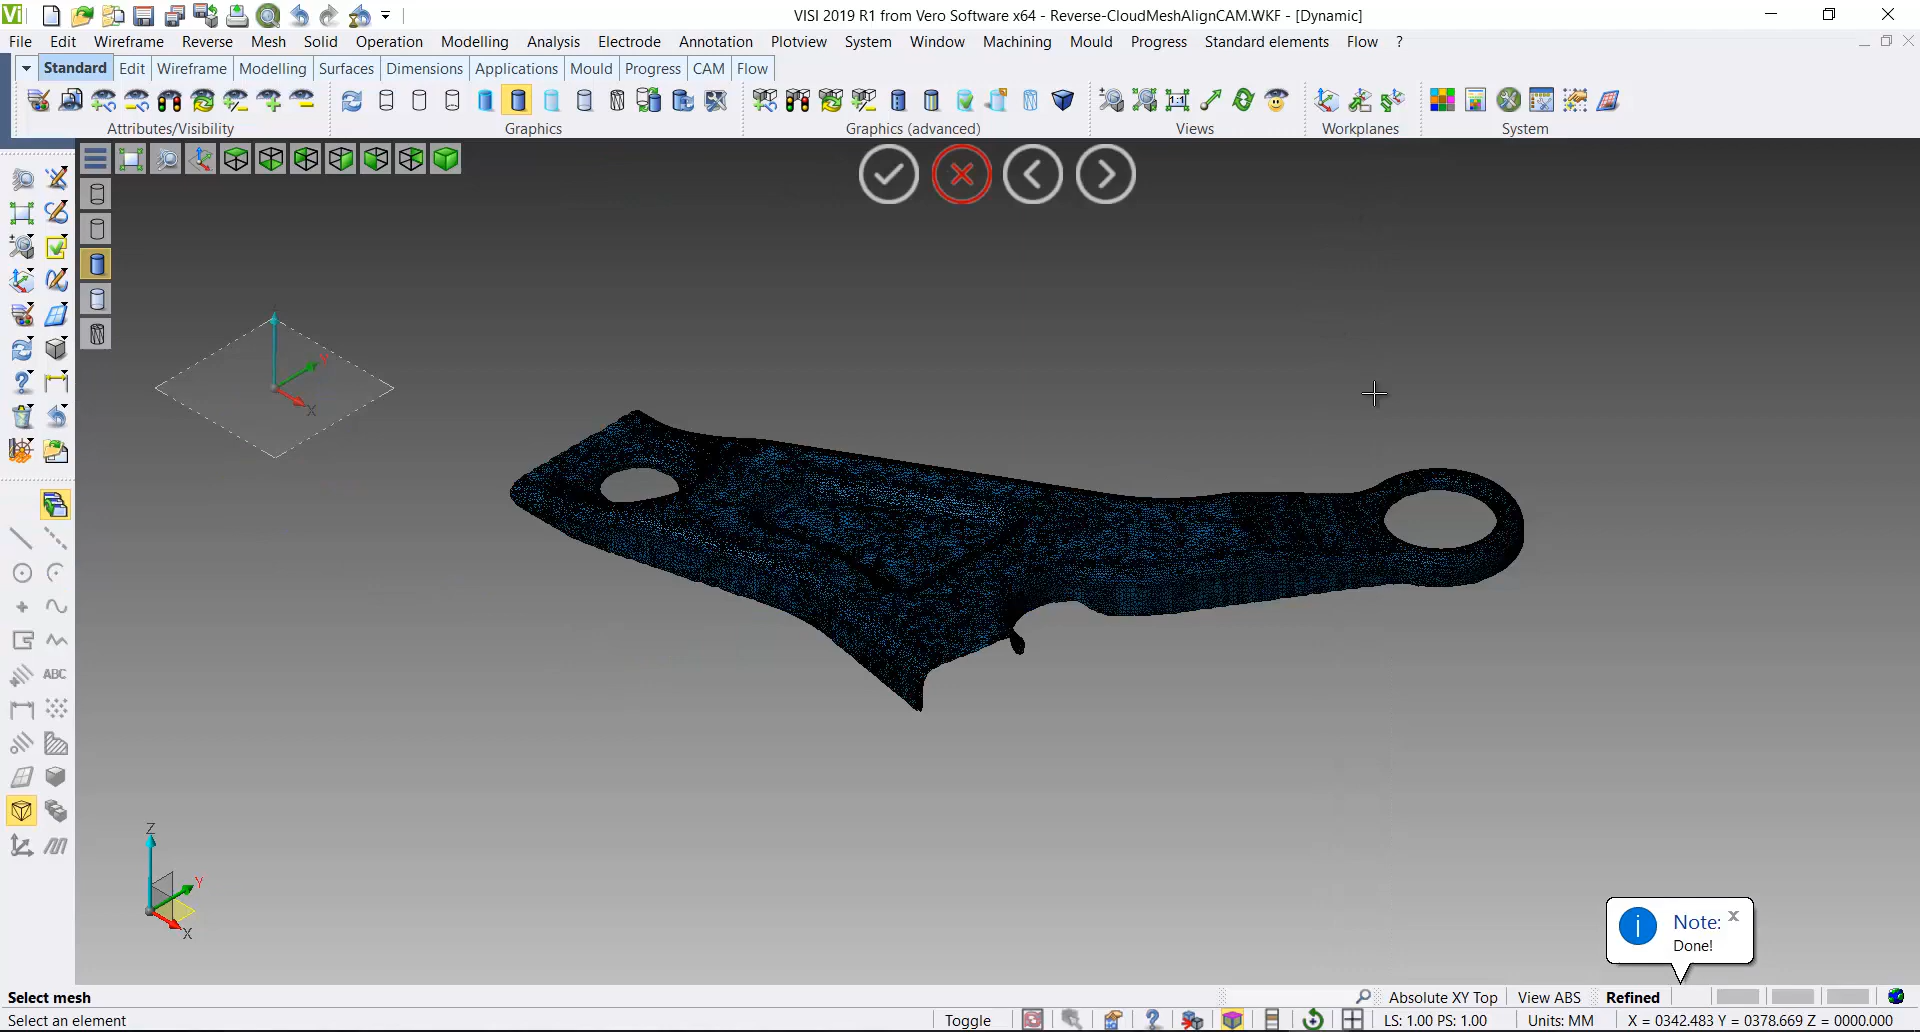 Vi
VISI 2019 R1 from Vero Software x64 - Reverse-CloudMeshAlignCAM.WKF - [Dynamic]
File Edit Wireframe Reverse Mesh Solid Operation Modelling Analysis Electrode Annotation Plotview System Window Machining Mould Progress Standard elements Flow ?
Standard Edit Wireframe Modelling Surfaces Dimensions Applications Mould Progress CAM Flow
Attributes/Visibility Graphics Graphics (advanced) Views Workplanes System
Y
X
ABC
Z
Y
X
Note: x
Done!
Select mesh Absolute XY Top View ABS Refined
Select an element Toggle LS: 1.00 PS: 1.00 Units: MM X = 0342.483 Y = 0378.669 Z = 0000.000